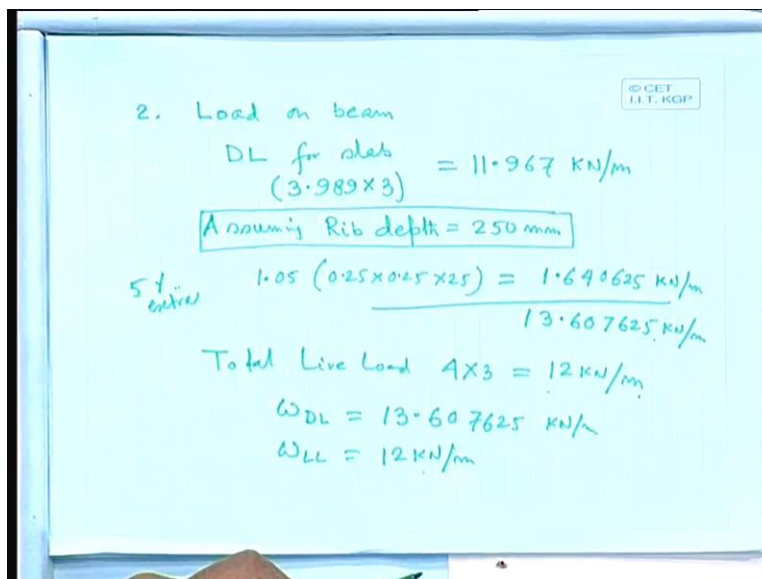 © CET
I.I.T. KGP
2. Load on beam
DL for slab = 11.967 KN/m
(3.989 × 3)
Assuming Rib depth = 250 mm
5 %. extra 1.05 (0.25 × 0.25 × 25) = 1.640625 KN/m
13.607625 KN/m
Total Live Load 4 × 3 = 12 KN/m
ω DL = 13.607625 KN/m
ω LL = 12 KN/m